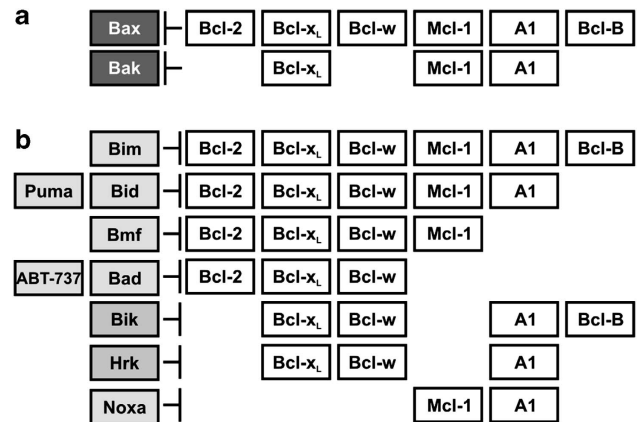 a
Bax Bcl-2 Bcl-xL Bcl-w Mcl-1 A1 Bcl-B
Bak Bcl-xL Mcl-1 A1
b
Bim Bcl-2 Bcl-xL Bcl-w Mcl-1 A1 Bcl-B
Puma Bid Bcl-2 Bcl-xL Bcl-w Mcl-1 A1
Bmf Bcl-2 Bcl-xL Bcl-w Mcl-1
ABT-737 Bad Bcl-2 Bcl-xL Bcl-w
Bik Bcl-xL Bcl-w A1 Bcl-B
Hrk Bcl-xL Bcl-w A1
Noxa Mcl-1 A1